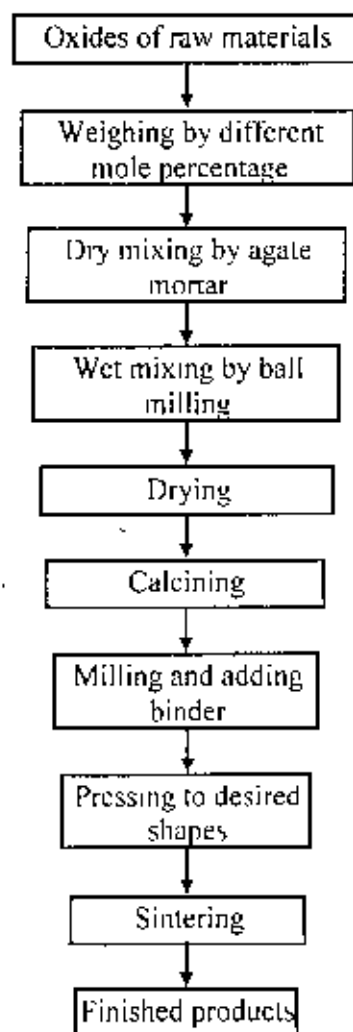 Oxides of raw materials
Weighing by different
mole percentage
Dry mixing by agate
mortar
Wet mixing by ball
milling
Drying
Calcining
Milling and adding
binder
Pressing to desired
shapes
Sintering
Finished products